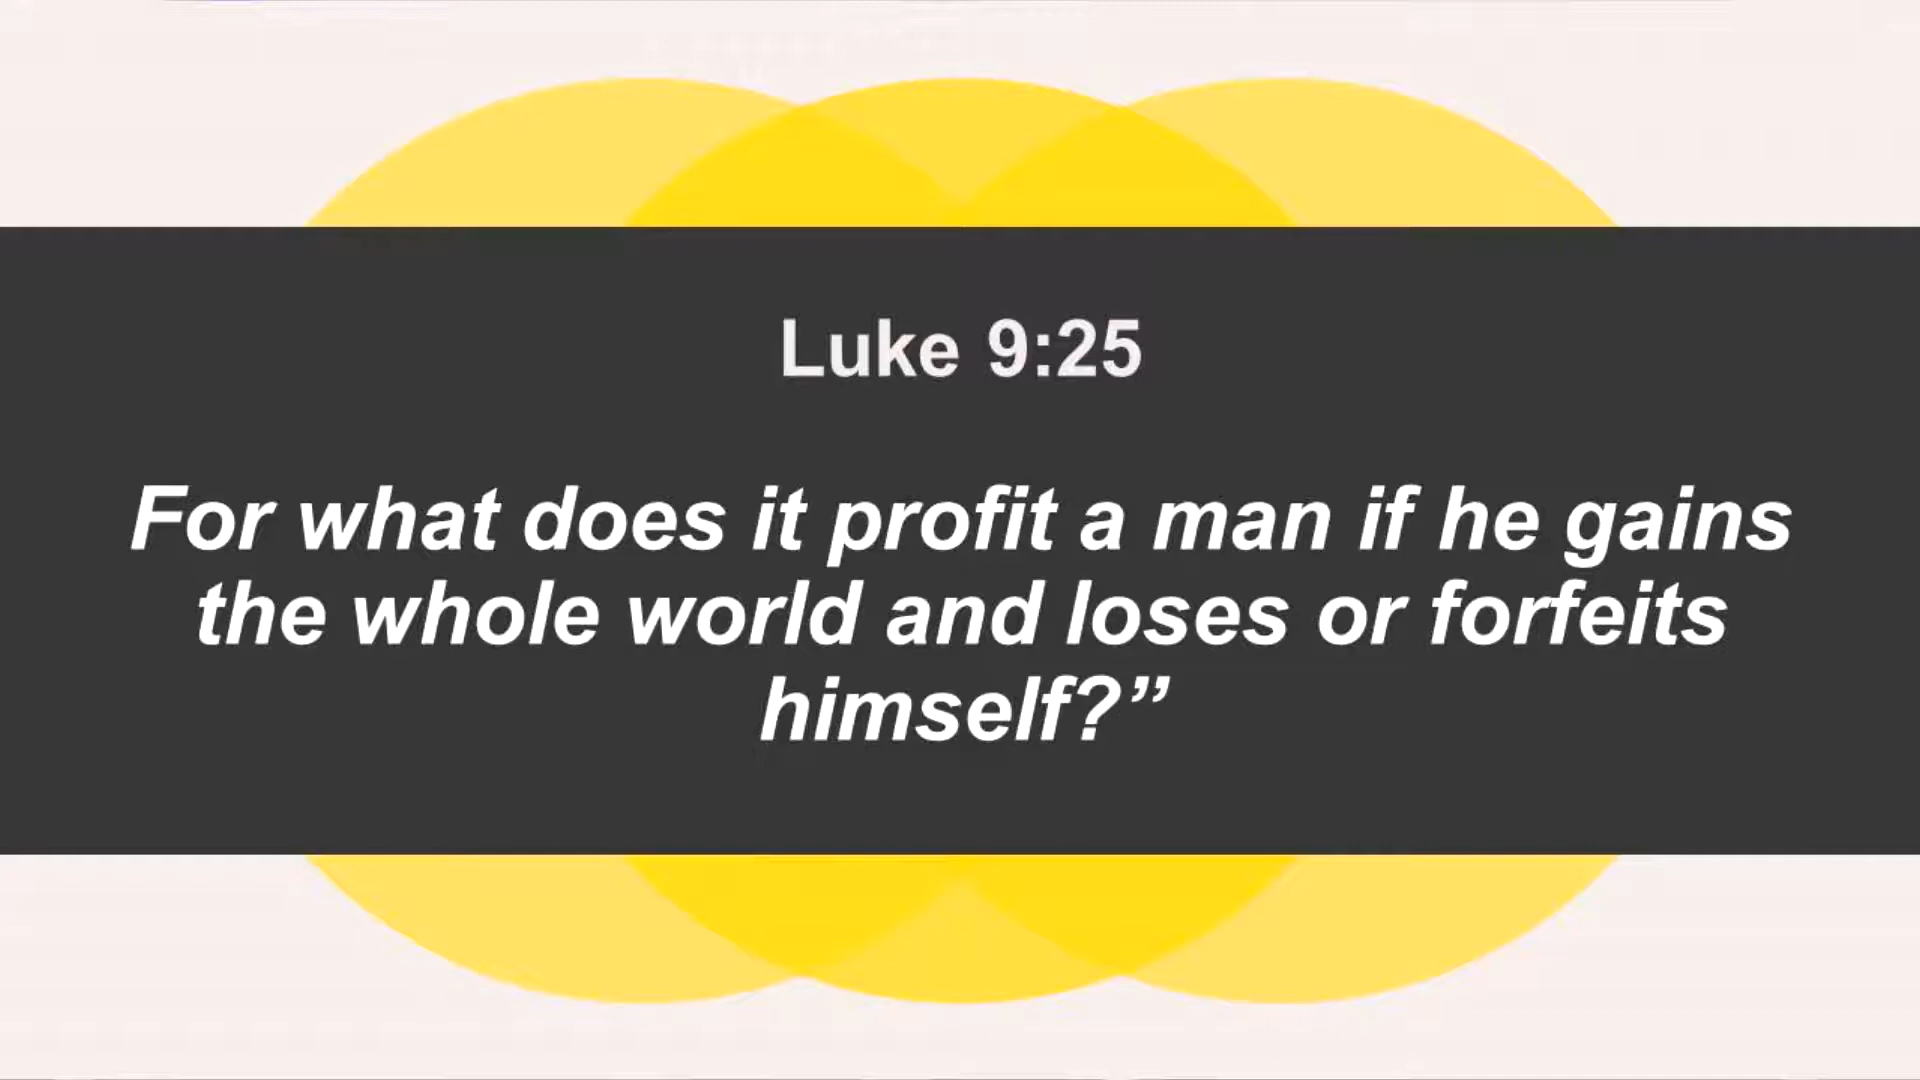 Luke 9:25
For what does it profit a man if he gains
the whole world and loses or forfeits
himself?”